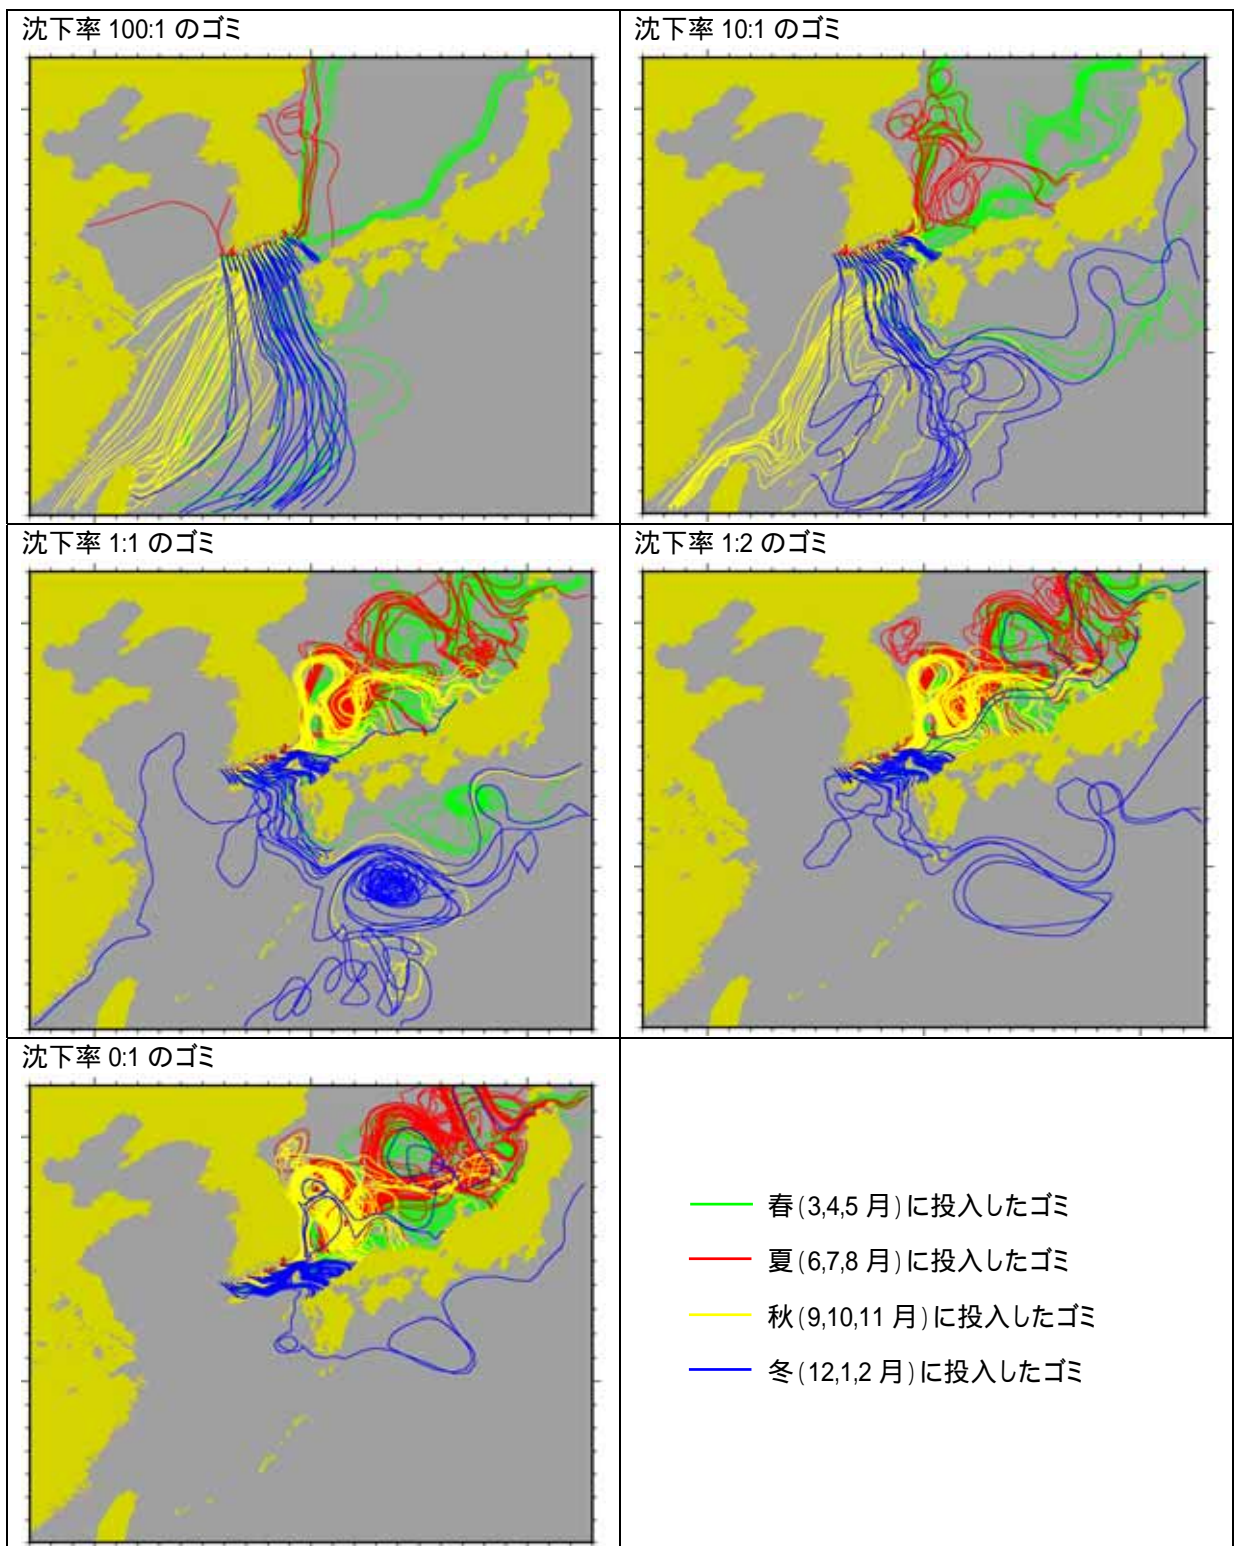 沈下率 100:1 のゴミ
沈下率 10:1 のゴミ
沈下率 1:1 のゴミ
沈下率 1:2 のゴミ
沈下率 0:1 のゴミ
春(3,4,5 月)に投入したゴミ
夏(6,7,8 月)に投入したゴミ
秋(9,10,11 月)に投入したゴミ
冬(12,1,2 月)に投入したゴミ